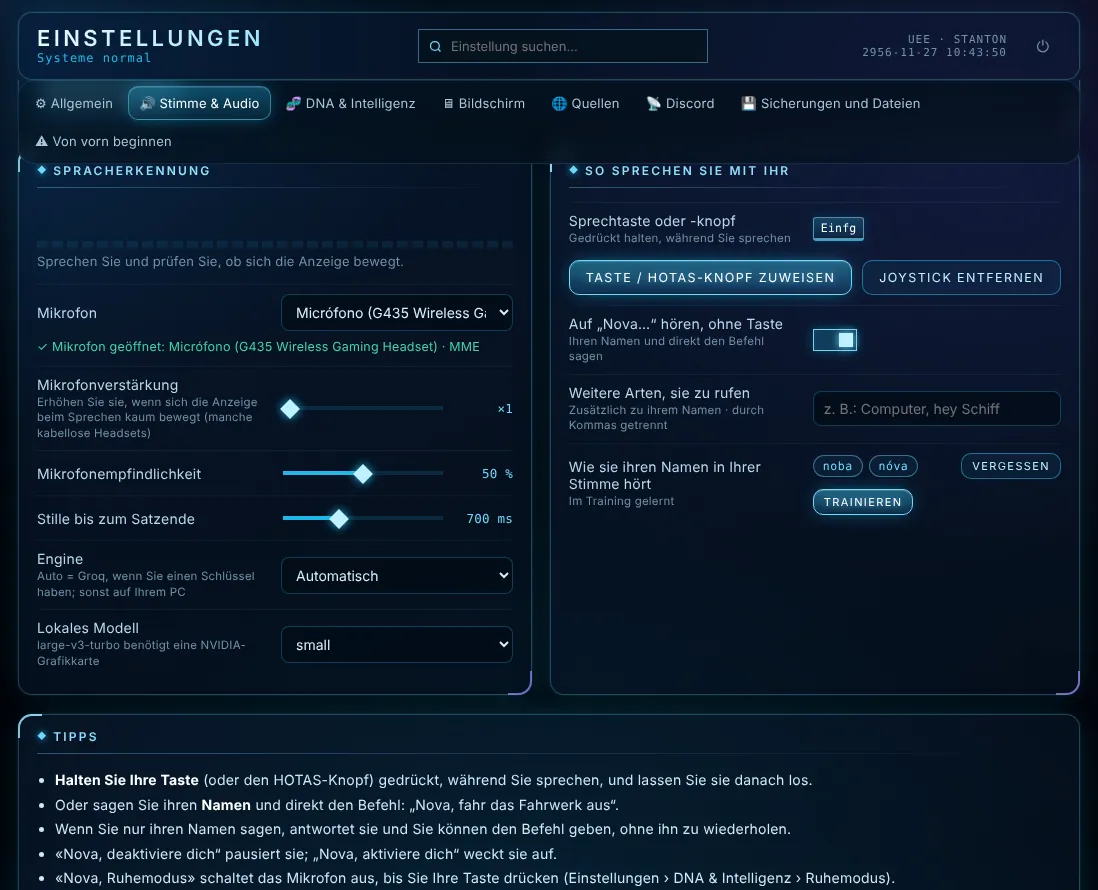 EINSTELLUNGEN
Systeme normal
Einstellung suchen...
UEE · STANTON
2956-11-27 10:43:50
Allgemein
Stimme & Audio
DNA & Intelligenz
Bildschirm
Quellen
Discord
Sicherungen und Dateien
Von vorn beginnen
SPRACHERKENNUNG
Sprechen Sie und prüfen Sie, ob sich die Anzeige bewegt.
Mikrofon
Micrófono (G435 Wireless Ga
✓ Mikrofon geöffnet: Micrófono (G435 Wireless Gaming Headset) · MME
Mikrofonverstärkung
Erhöhen Sie sie, wenn sich die Anzeige
beim Sprechen kaum bewegt (manche
kabellose Headsets)
×1
Mikrofonempfindlichkeit
50 %
Stille bis zum Satzende
700 ms
Engine
Auto = Groq, wenn Sie einen Schlüssel
haben; sonst auf Ihrem PC
Automatisch
Lokales Modell
large-v3-turbo benötigt eine NVIDIA-
Grafikkarte
small
SO SPRECHEN SIE MIT IHR
Sprechtaste oder -knopf
Gedrückt halten, während Sie sprechen
Einfg
TASTE / HOTAS-KNOPF ZUWEISEN
JOYSTICK ENTFERNEN
Auf „Nova...“ hören, ohne Taste
Ihren Namen und direkt den Befehl
sagen
Weitere Arten, sie zu rufen
Zusätzlich zu ihrem Namen · durch
Kommas getrennt
z. B.: Computer, hey Schiff
Wie sie ihren Namen in Ihrer
Stimme hört
Im Training gelernt
noba
nóva
VERGESSEN
TRAINIEREN
TIPPS
Halten Sie Ihre Taste (oder den HOTAS-Knopf) gedrückt, während Sie sprechen, und lassen Sie sie danach los.
Oder sagen Sie ihren Namen und direkt den Befehl: „Nova, fahr das Fahrwerk aus“.
Wenn Sie nur ihren Namen sagen, antwortet sie und Sie können den Befehl geben, ohne ihn zu wiederholen.
«Nova, deaktiviere dich“ pausiert sie; „Nova, aktiviere dich“ weckt sie auf.
«Nova, Ruhemodus» schaltet das Mikrofon aus, bis Sie Ihre Taste drücken (Einstellungen › DNA & Intelligenz › Ruhemodus).